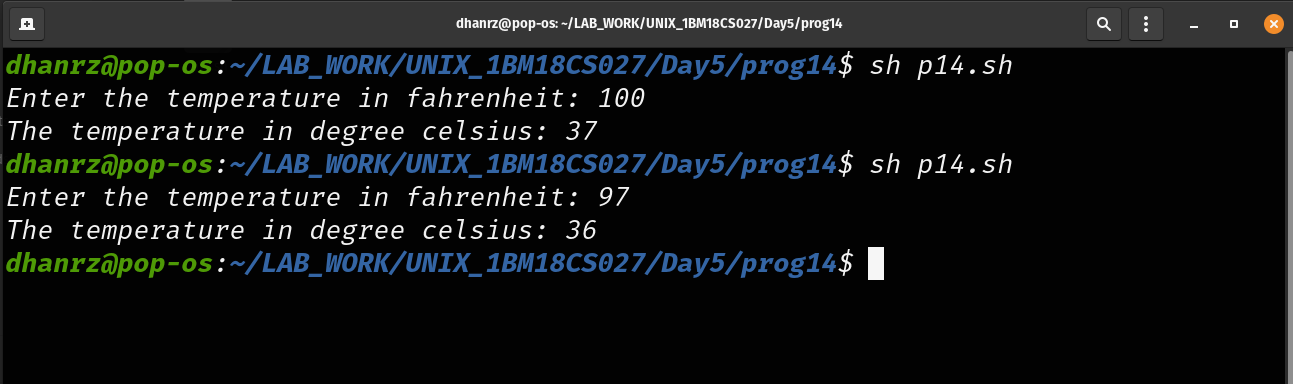 dhanrz@pop-os: ~/LAB_WORK/UNIX_1BM18CS027/Day5/prog14
dhanrz@pop-os:~/LAB_WORK/UNIX_1BM18CS027/Day5/prog14$ sh p14.sh
Enter the temperature in fahrenheit: 100
The temperature in degree celsius: 37
dhanrz@pop-os:~/LAB_WORK/UNIX_1BM18CS027/Day5/prog14$ sh p14.sh
Enter the temperature in fahrenheit: 97
The temperature in degree celsius: 36
dhanrz@pop-os:~/LAB_WORK/UNIX_1BM18CS027/Day5/prog14$